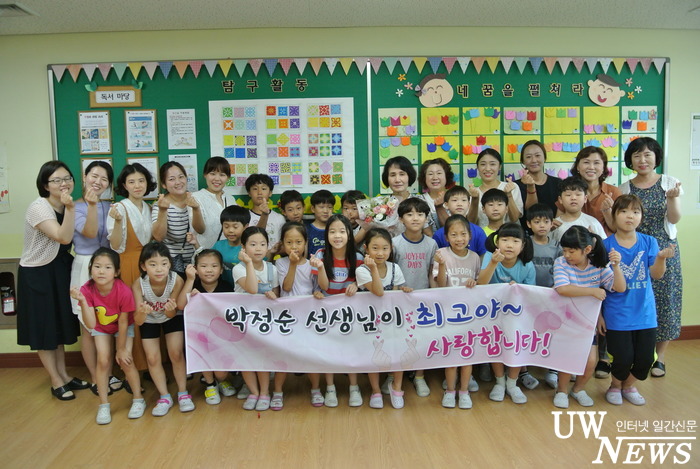 탐구활동
네 꿈을 펼쳐라
독서 마당
박정순 선생님이 최고야~
사랑합니다!
UW 인터넷 일간신문
NEWS